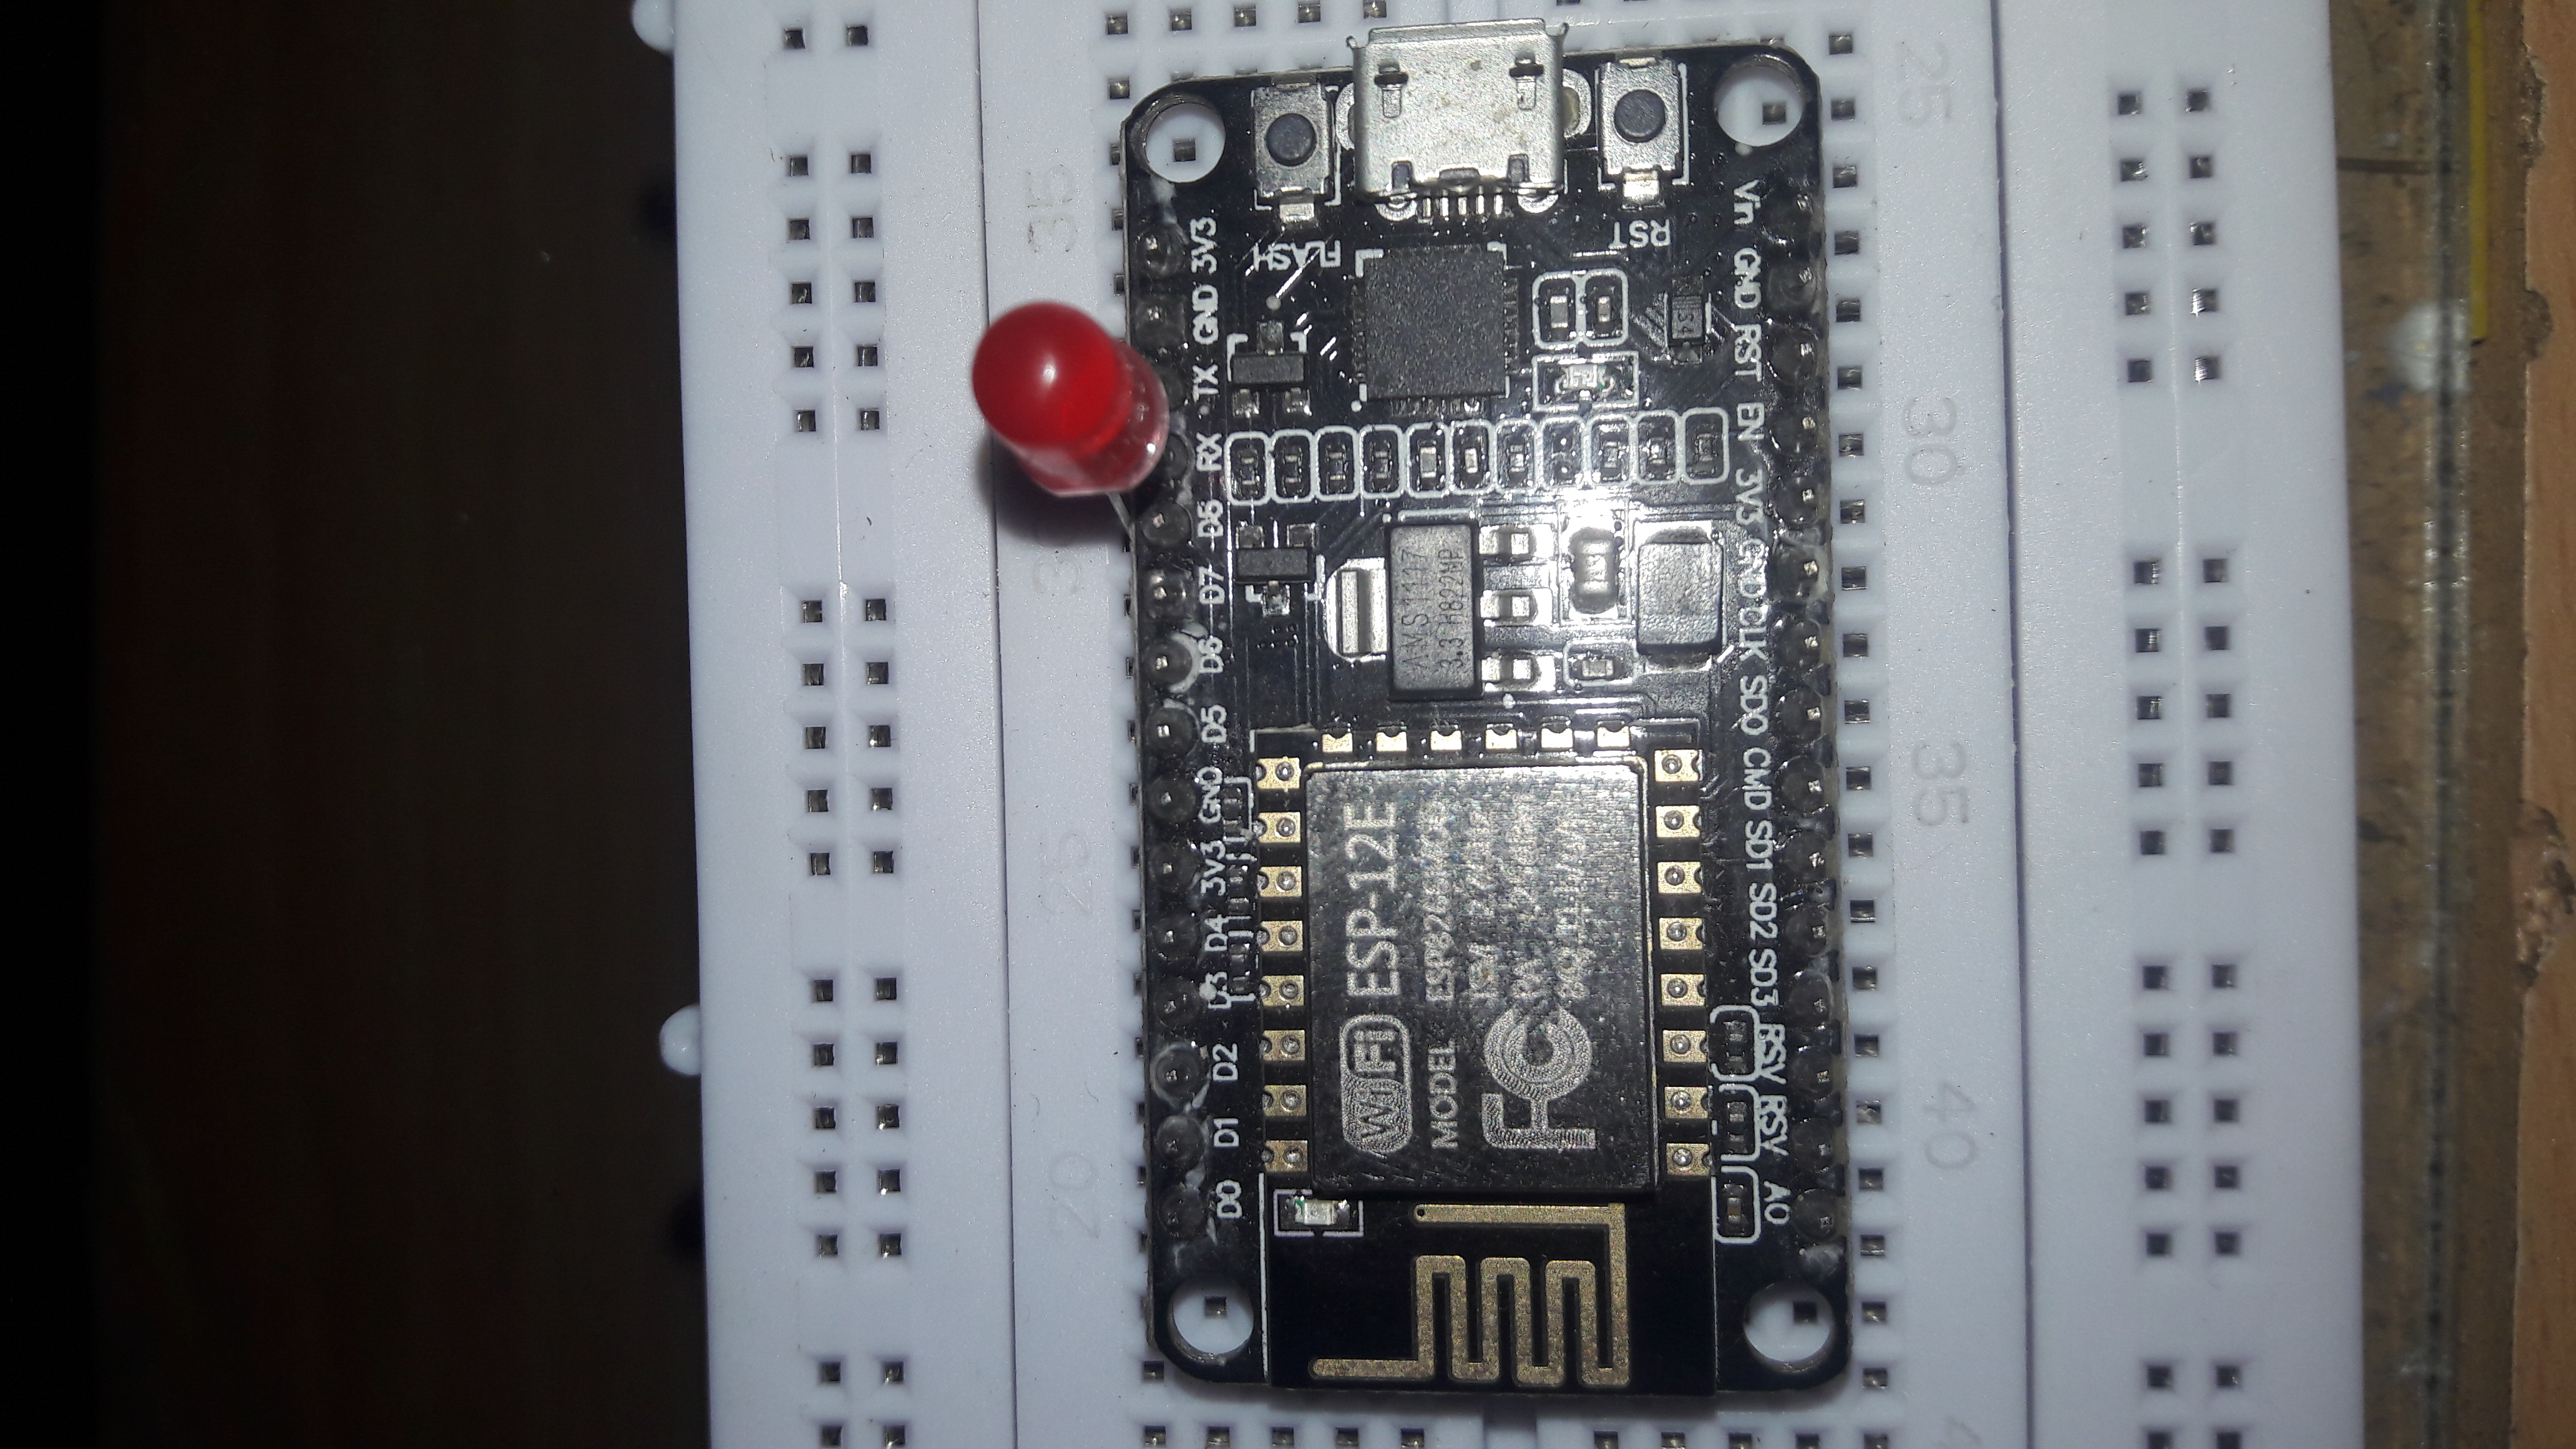 20 25 35
D0 D1 D2 D3 D4 3V3 GND D5 D6 D7 D8 RX TX GND 3V3
FLASH
WiFi ESP-12E
MODEL
FC
AMS1117
3.3 H822MP
RST
A0 RSV RSV SD3 SD2 SD1 CMD SD0 CLK GND 3V3 EN RST GND Vin
40 35 30 25